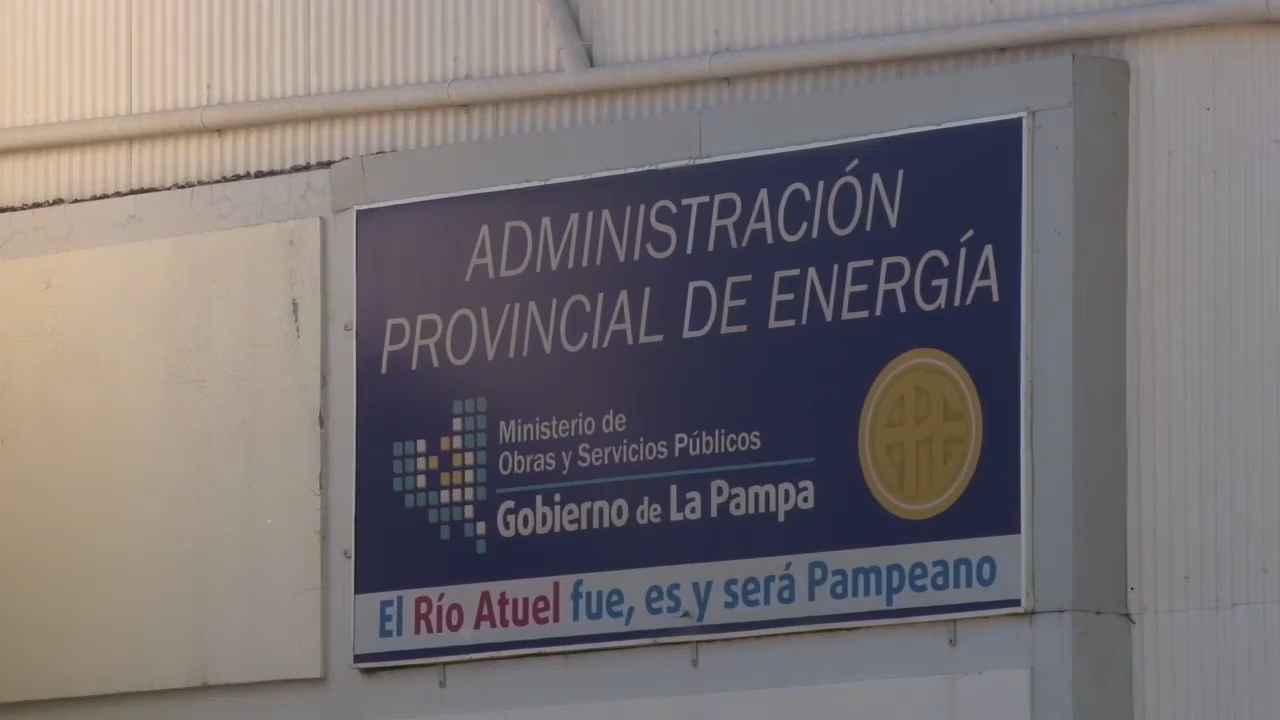 ADMINISTRACIÓN
PROVINCIAL DE ENERGÍA
Ministerio de
Obras y Servicios Públicos
Gobierno de La Pampa
APE
El Río Atuel fue, es y será Pampeano